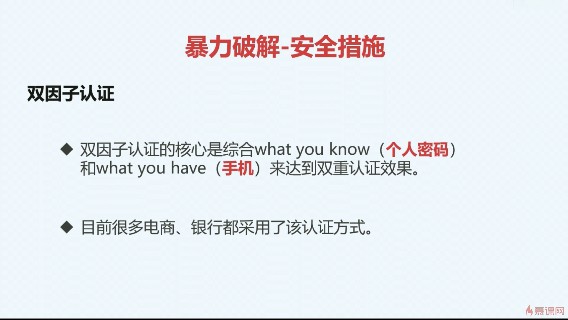 暴力破解-安全措施
双因子认证
◆ 双因子认证的核心是综合what you know（个人密码）
和what you have（手机）来达到双重认证效果。
◆ 目前很多电商、银行都采用了该认证方式。
慕课网